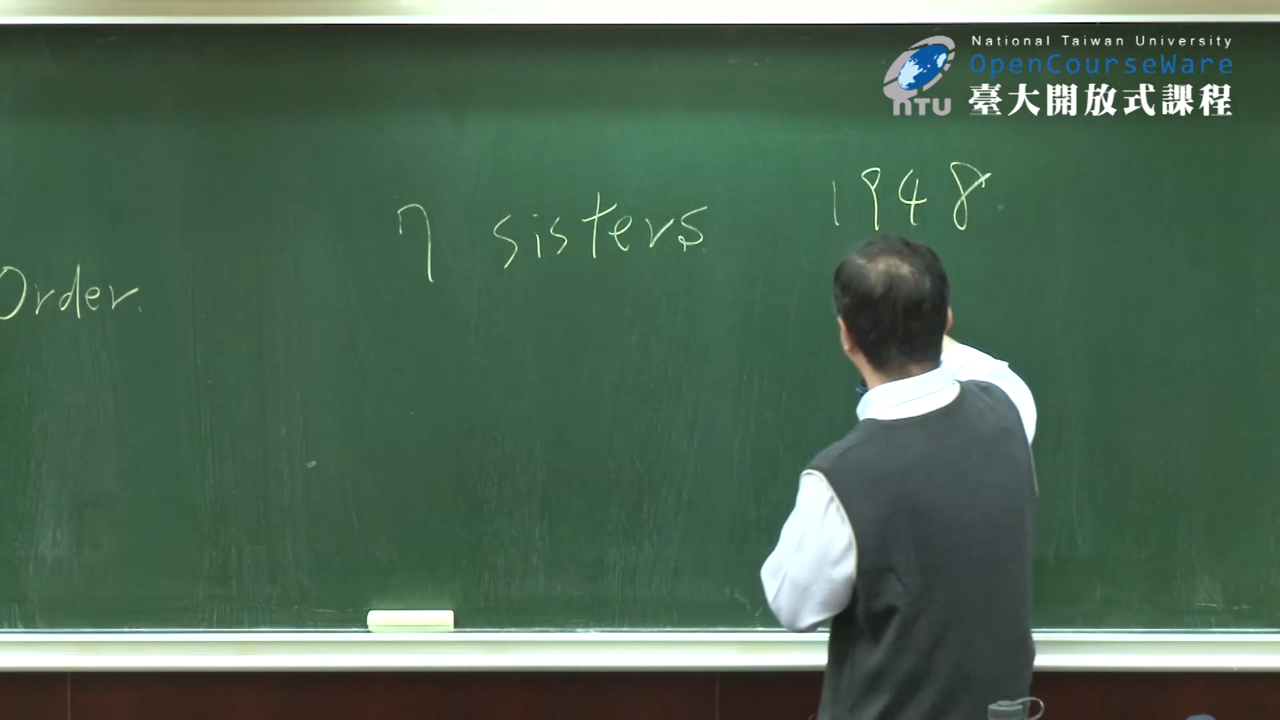 National Taiwan University
OpenCourseWare
NTU 臺大開放式課程
Order
7 sisters 1948